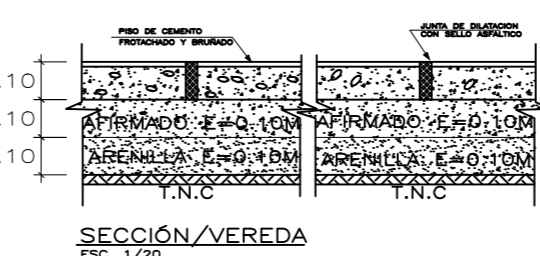 PISO DE CEMENTO
FROTACHADO Y BRUÑADO
JUNTA DE DILATACION
CON SELLO ASFÁLTICO
.10
.10
.10
AFIRMADO E=0.10M
AFIRMADO E=0.10M
ARENILLA E=0.10M
ARENILLA E=0.10M
T.N.C
T.N.C
SECCIÓN/VEREDA
ESC 1/20